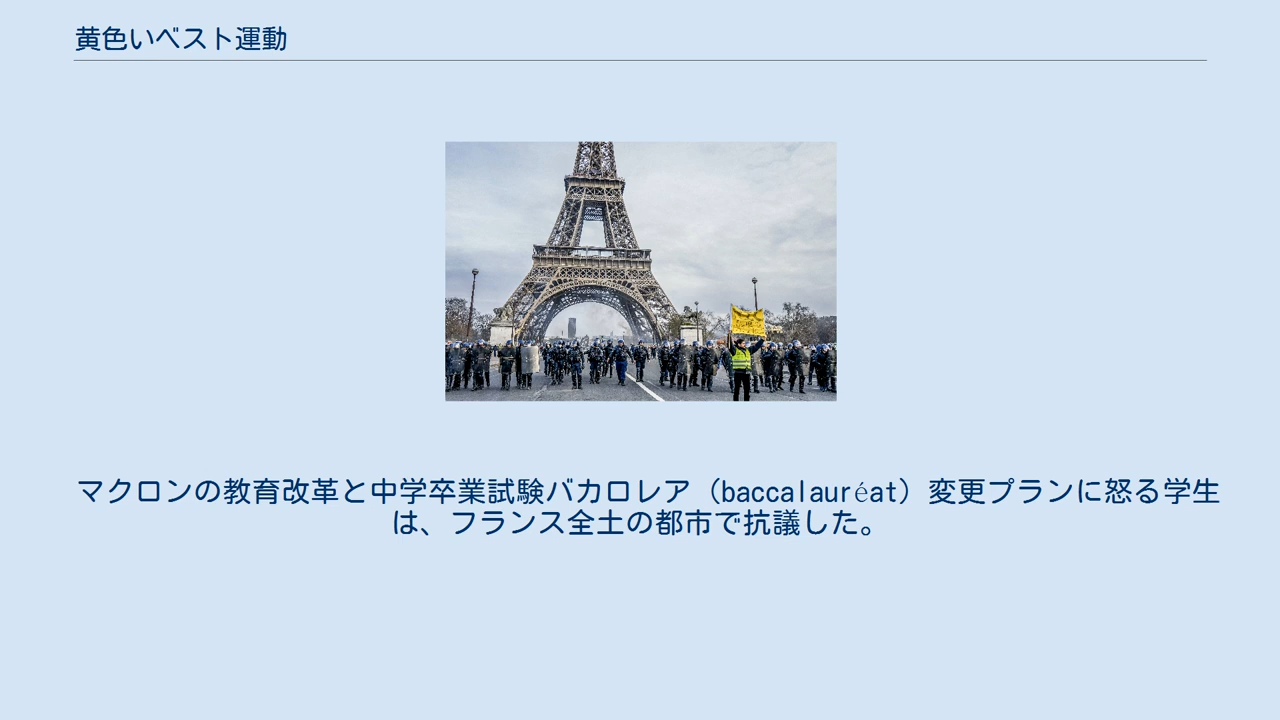 黄色いベスト運動
マクロンの教育改革と中学卒業試験バカロレア（baccalauréat）変更プランに怒る学生
は、フランス全土の都市で抗議した。